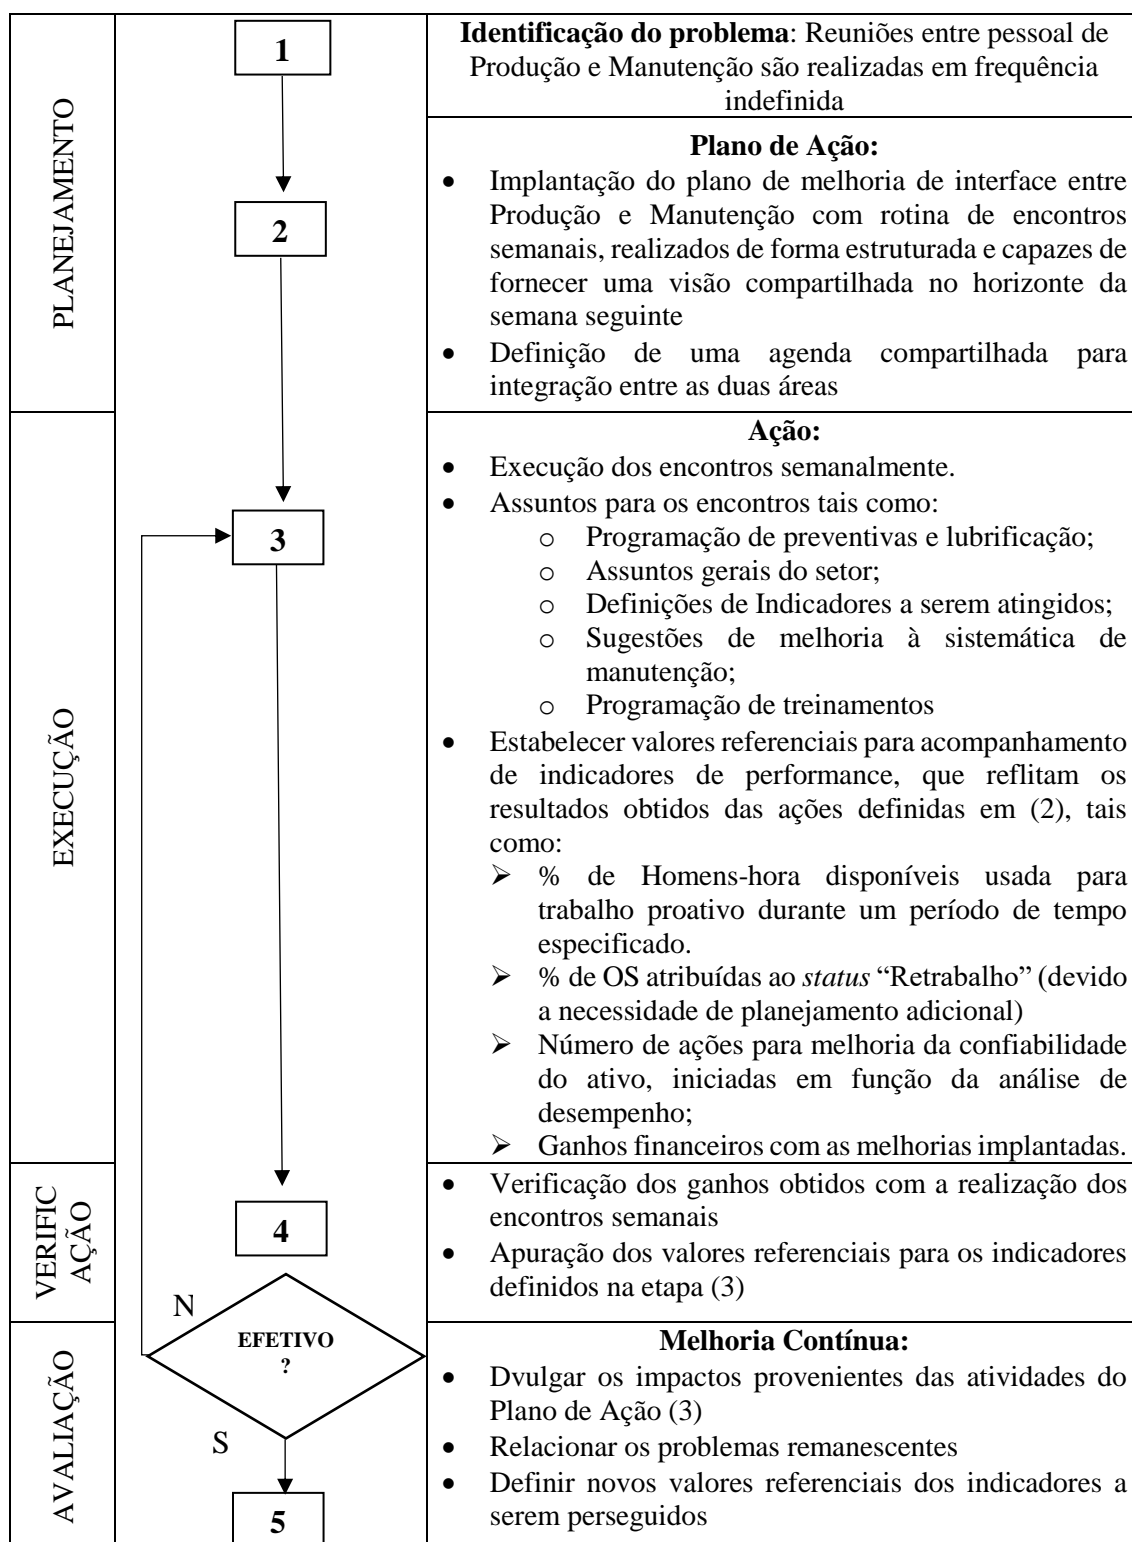 PLANEJAMENTO
1
2
Identificação do problema: Reuniões entre pessoal de
Produção e Manutenção são realizadas em frequência
indefinida
Plano de Ação:
• Implantação do plano de melhoria de interface entre
Produção e Manutenção com rotina de encontros
semanais, realizados de forma estruturada e capazes de
fornecer uma visão compartilhada no horizonte da
semana seguinte
• Definição de uma agenda compartilhada para
integração entre as duas áreas
EXECUÇÃO
3
Ação:
• Execução dos encontros semanalmente.
• Assuntos para os encontros tais como:
o Programação de preventivas e lubrificação;
o Assuntos gerais do setor;
o Definições de Indicadores a serem atingidos;
o Sugestões de melhoria à sistemática de
manutenção;
o Programação de treinamentos
• Estabelecer valores referenciais para acompanhamento
de indicadores de performance, que reflitam os
resultados obtidos das ações definidas em (2), tais
como:
➢ % de Homens-hora disponíveis usada para
trabalho proativo durante um período de tempo
especificado.
➢ % de OS atribuídas ao status “Retrabalho” (devido
a necessidade de planejamento adicional)
➢ Número de ações para melhoria da confiabilidade
do ativo, iniciadas em função da análise de
desempenho;
➢ Ganhos financeiros com as melhorias implantadas.
VERIFIC
AÇÃO
4
• Verificação dos ganhos obtidos com a realização dos
encontros semanais
• Apuração dos valores referenciais para os indicadores
definidos na etapa (3)
N
EFETIVO
?
S
AVALIAÇÃO
5
Melhoria Contínua:
• Dvulgar os impactos provenientes das atividades do
Plano de Ação (3)
• Relacionar os problemas remanescentes
• Definir novos valores referenciais dos indicadores a
serem perseguidos